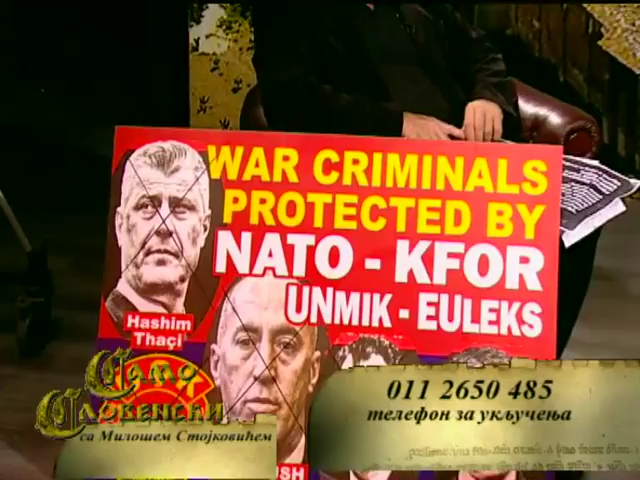 WAR CRIMINALS
PROTECTED BY
NATO - KFOR
UNMIK - EULEKS
Hashim
Thaçi
SH
Само
Словенски
са Милошем Стојковићем
011 2650 485
телефон за укључења